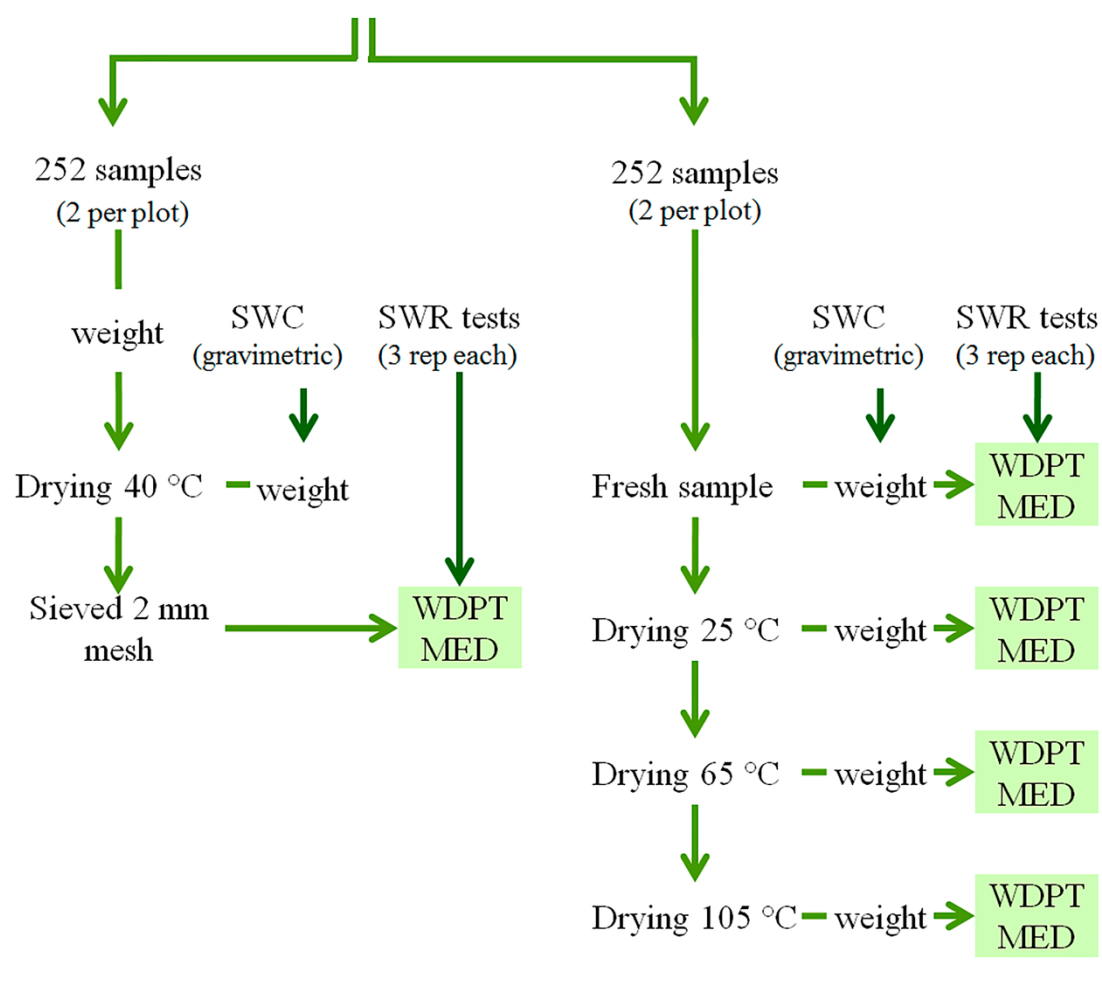 252 samples
(2 per plot)
weight
SWC
(gravimetric)
SWR tests
(3 rep each)
Drying 40 °C
weight
Sieved 2 mm
mesh
WDPT
MED
252 samples
(2 per plot)
SWC
(gravimetric)
SWR tests
(3 rep each)
Fresh sample
weight
WDPT
MED
Drying 25 °C
weight
WDPT
MED
Drying 65 °C
weight
WDPT
MED
Drying 105 °C
weight
WDPT
MED